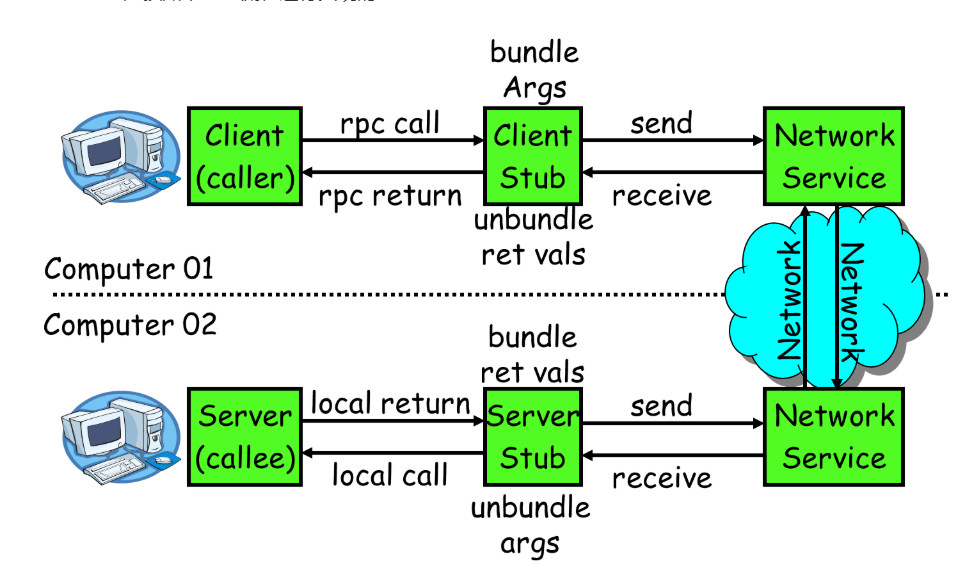 bundle
Args
Client
(caller)
rpc call
rpc return
Client
Stub
send
receive
Network
Service
unbundle
ret vals
Computer 01
Network
Network
Computer 02
bundle
ret vals
Server
(callee)
local return
local call
Server
Stub
send
receive
Network
Service
unbundle
args